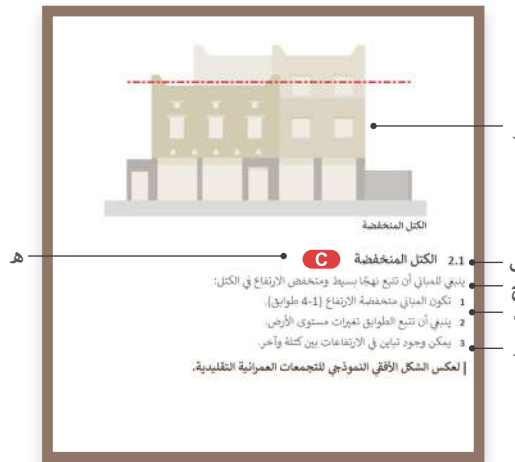 الكتل المنخفضة
2.1 الكتل المنخفضة C
هـ
ينبغي للمباني أن تتبع نهجًا بسيط ومنخفض الارتفاع في الكتل:
1 تكون المباني منخفضة الارتفاع (1-4 طوابق).
2 ينبغي أن تتبع الطوابق تغيرات مستوى الأرض.
3 يمكن وجود تباين في الارتفاعات بين كتلة وآخر.
| لعكس الشكل الأفقي النموذجي للتجمعات العمرانية التقليدية.